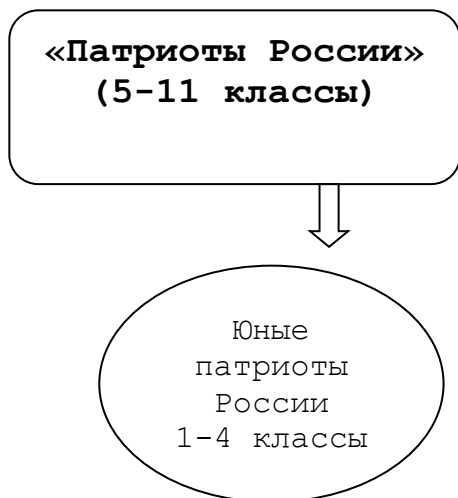 «Патриоты России»
(5-11 классы)
Юные
патриоты
России
1-4 классы